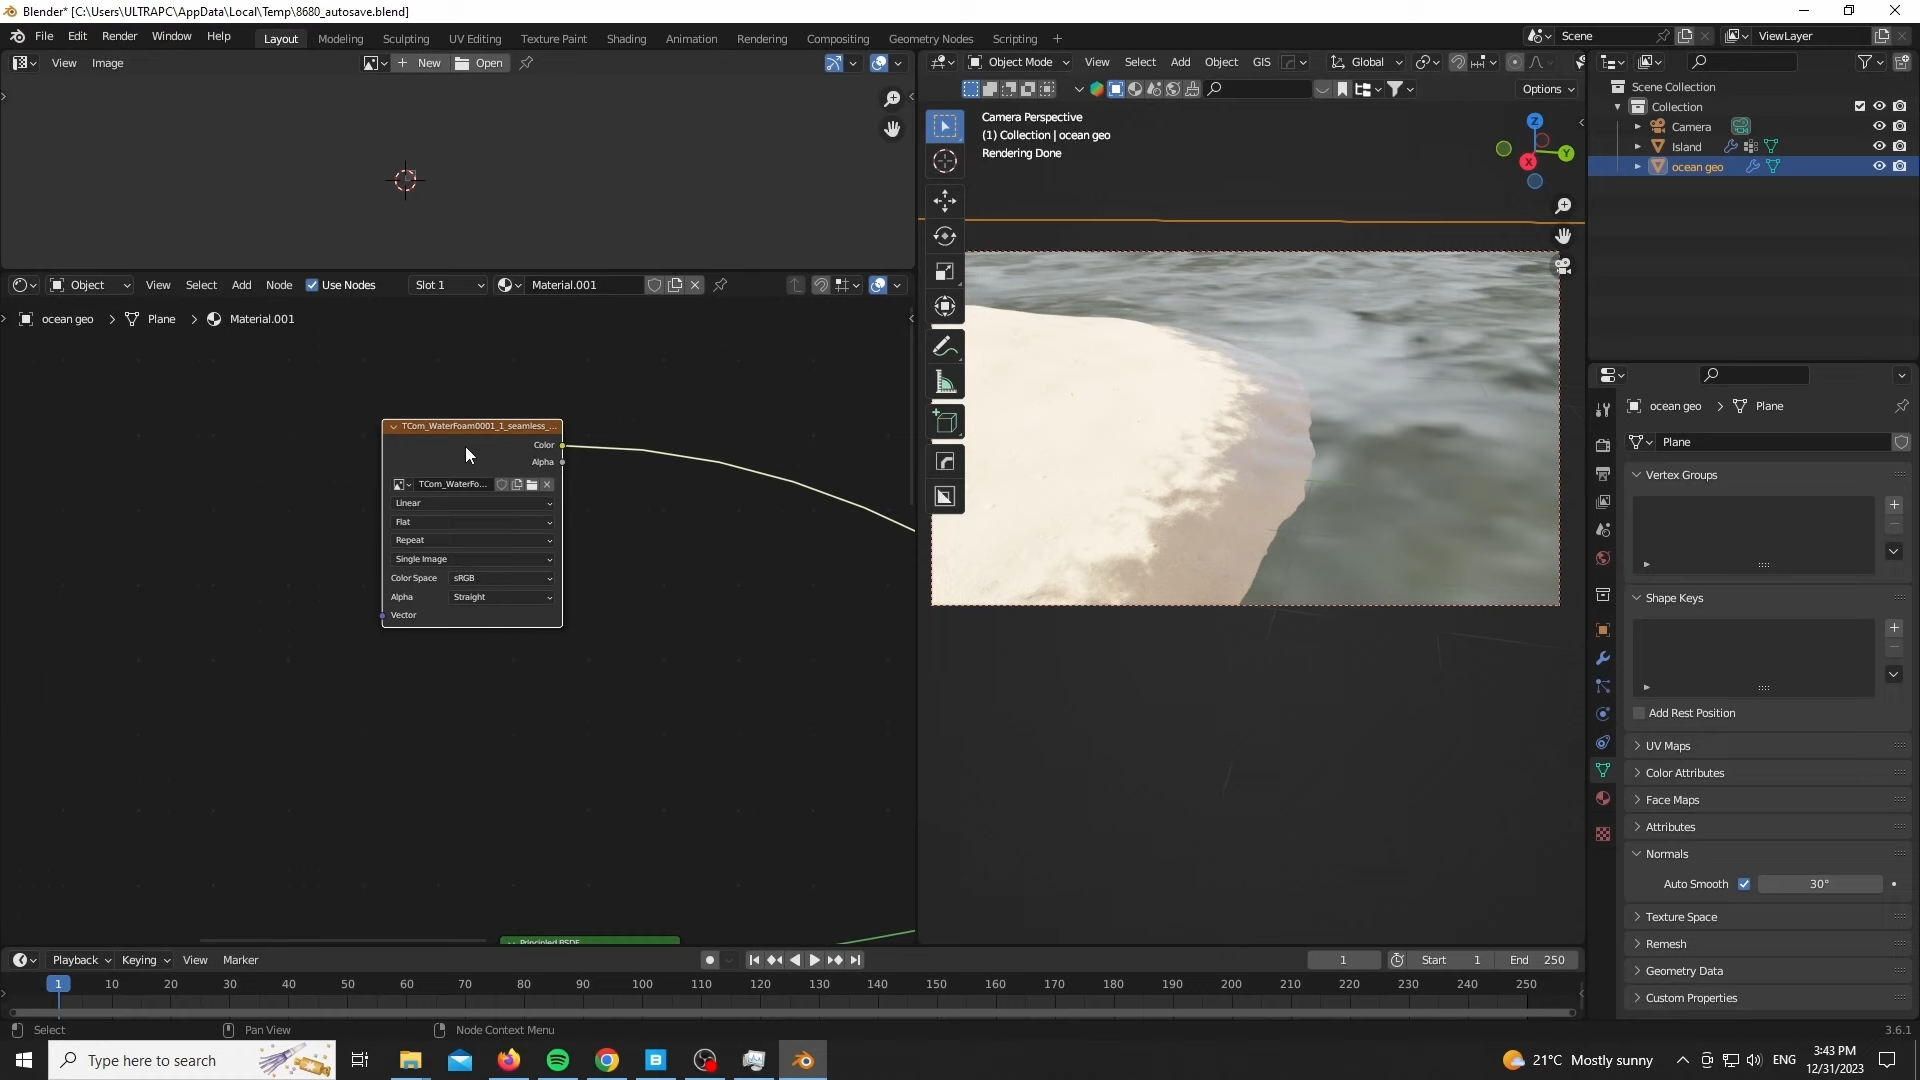 Blender* [C:\Users\ULTRAPC\AppData\Local\Temp\8680_autosave.blend]
File Edit Render Window Help Layout Modeling Sculpting UV Editing Texture Paint Shading Animation Rendering Compositing Geometry Nodes Scripting + Scene ViewLayer
View Image + New Open Object Mode View Select Add Object GIS Global
Options
Camera Perspective
(1) Collection | ocean geo
Rendering Done
Z
Y
X
Scene Collection
Collection
Camera
Island
ocean geo
Object View Select Add Node Use Nodes Slot 1 Material.001
ocean geo > Plane > Material.001
TCom_WaterFoam0001_1_seamless_...
Color
Alpha
TCom_WaterFo...
Linear
Flat
Repeat
Single Image
Color Space sRGB
Alpha Straight
Vector
Principled BSDF
ocean geo > Plane
Plane
Vertex Groups
Shape Keys
Add Rest Position
UV Maps
Color Attributes
Face Maps
Attributes
Normals
Auto Smooth 30°
Texture Space
Remesh
Geometry Data
Custom Properties
Playback Keying View Marker 1 Start 1 End 250
1 10 20 30 40 50 60 70 80 90 100 110 120 130 140 150 160 170 180 190 200 210 220 230 240 250
Select Pan View Node Context Menu 3.6.1
Type here to search 21°C Mostly sunny ENG 3:43 PM
12/31/2023